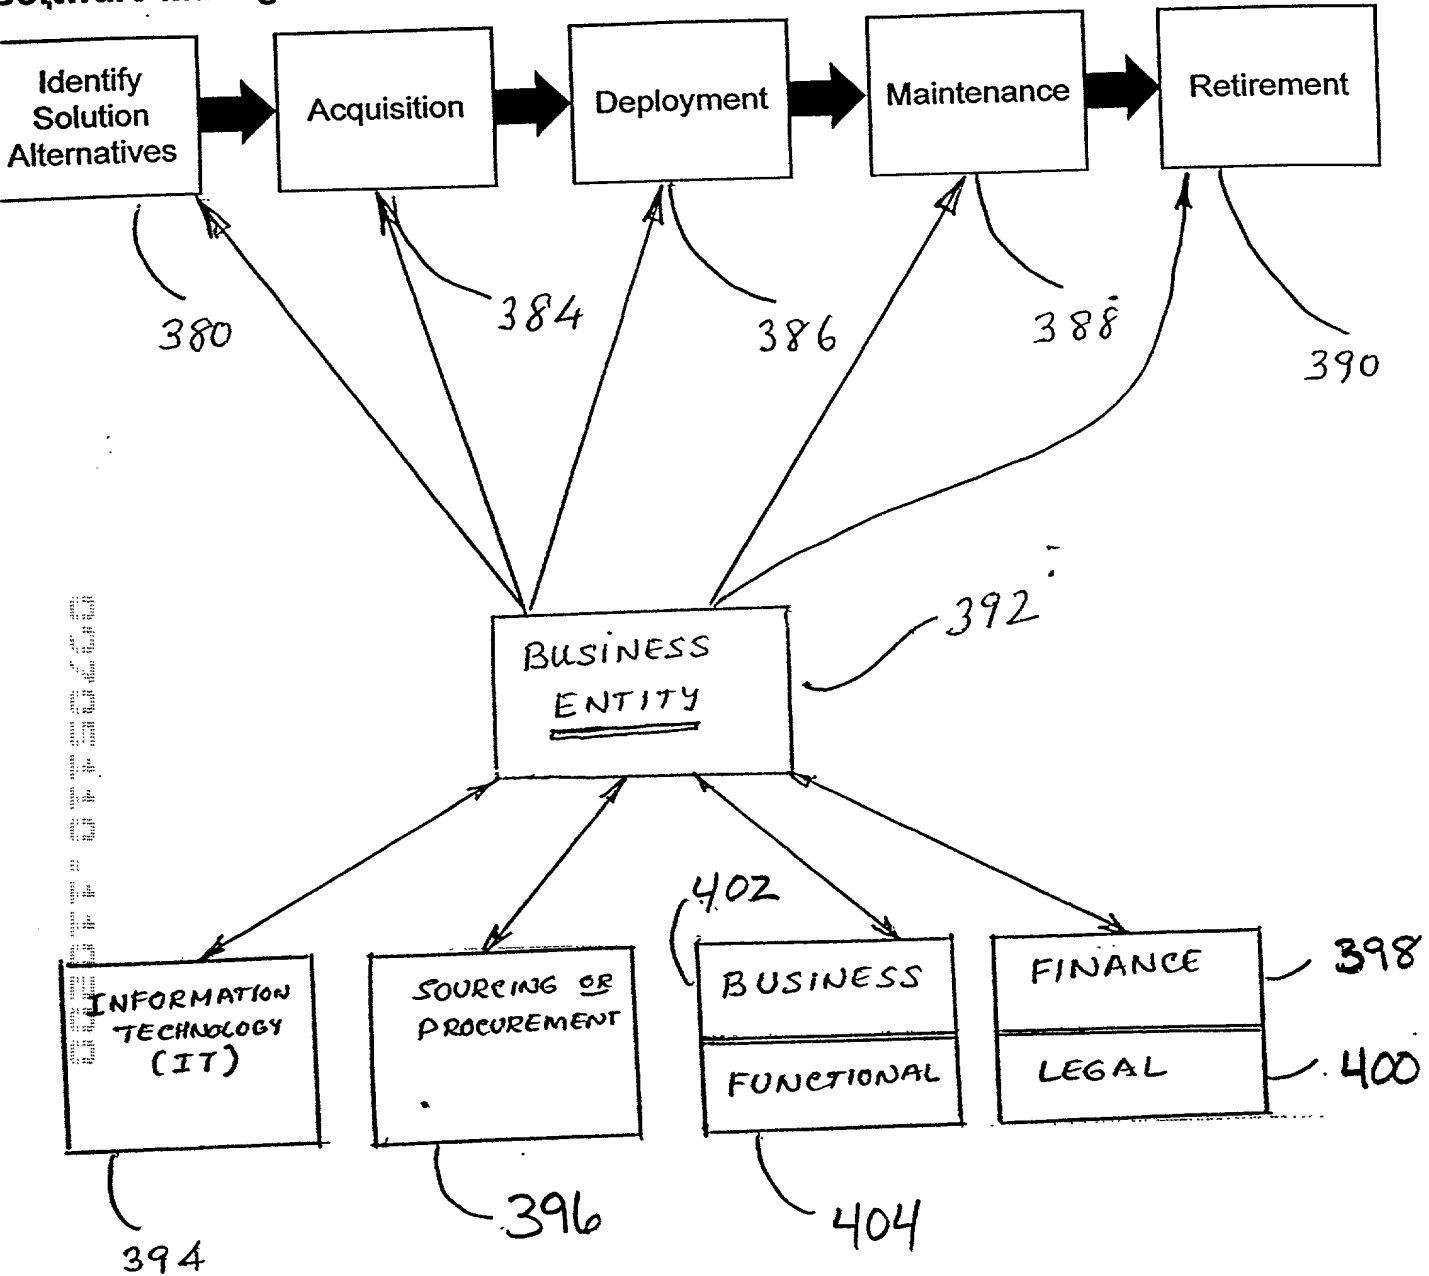 Identify
Solution
Alternatives
Acquisition
Deployment
Maintenance
Retirement
380
384
386
388
390
BUSINESS
ENTITY
392
402
INFORMATION
TECHNOLOGY
(IT)
SOURCING OR
PROCUREMENT
BUSINESS
FUNCTIONAL
FINANCE
LEGAL
398
400
394
396
404